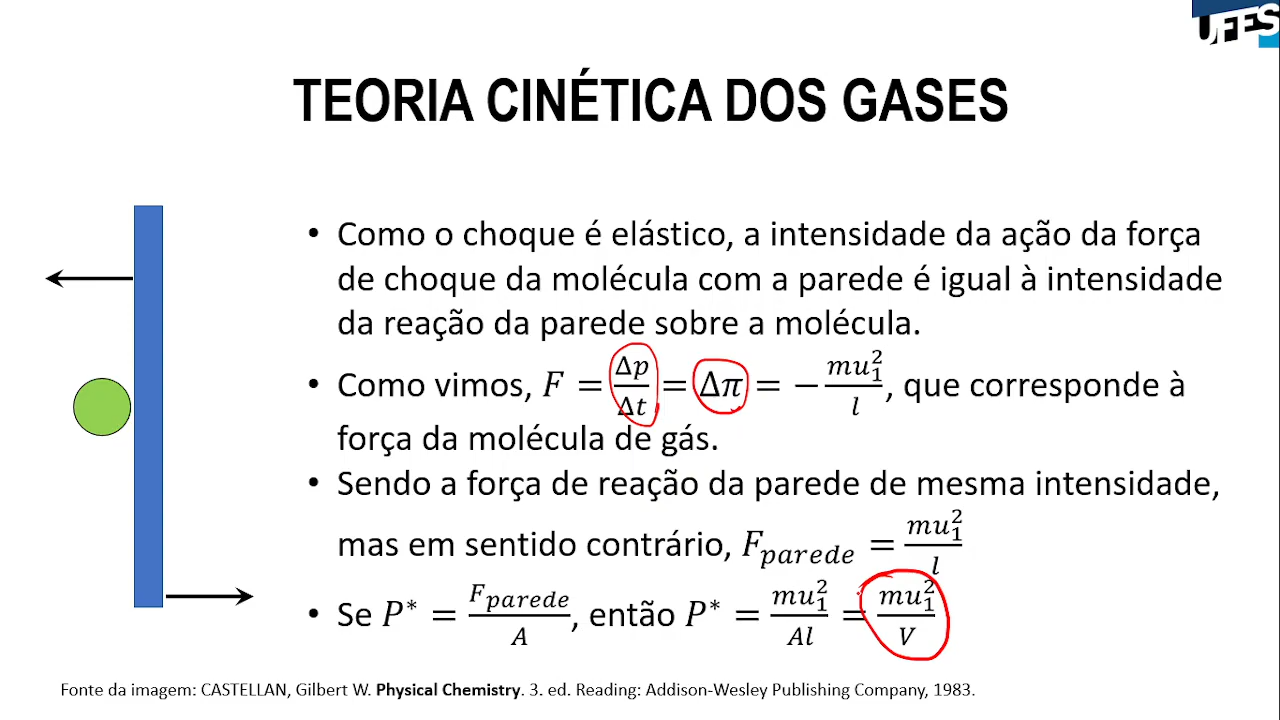 UFES
TEORIA CINÉTICA DOS GASES
• Como o choque é elástico, a intensidade da ação da força
de choque da molécula com a parede é igual à intensidade
da reação da parede sobre a molécula.
• Como vimos, F = Δp/Δt = Δπ = −mu₁²/l, que corresponde à
força da molécula de gás.
• Sendo a força de reação da parede de mesma intensidade,
mas em sentido contrário, F_parede = mu₁²/l
• Se P* = F_parede/A, então P* = mu₁²/Al = mu₁²/V
Fonte da imagem: CASTELLAN, Gilbert W. Physical Chemistry. 3. ed. Reading: Addison-Wesley Publishing Company, 1983.